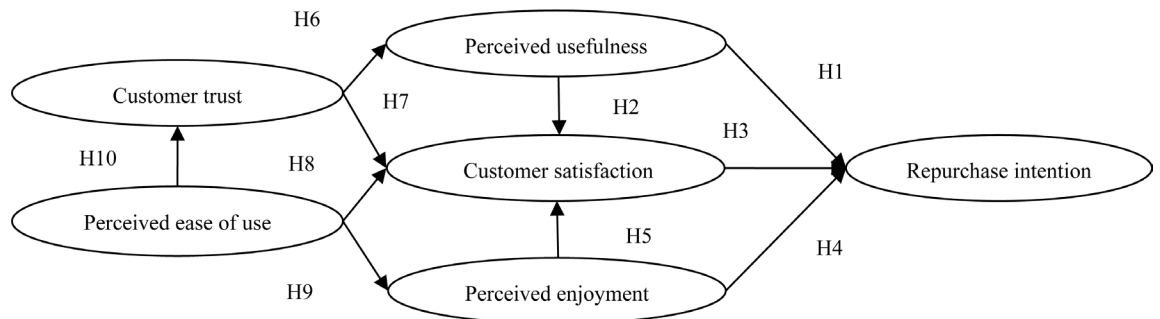 H6
Perceived usefulness
H1
Customer trust
H7
H2
H3
H10
H8
Customer satisfaction
Repurchase intention
Perceived ease of use
H5
H4
H9
Perceived enjoyment